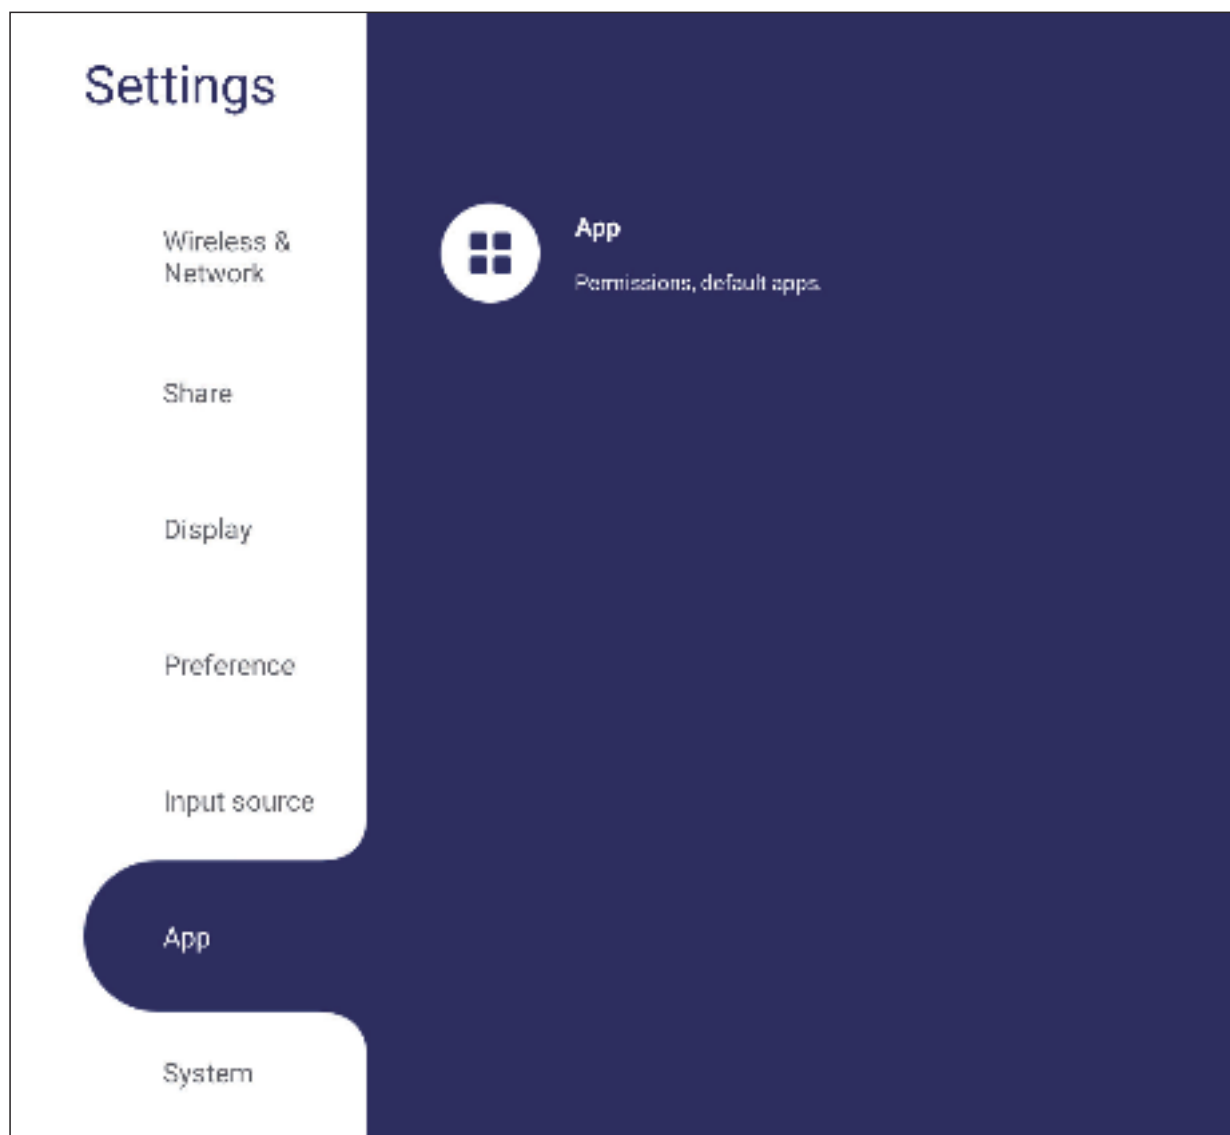 Settings
Wireless &
Network
Share
Display
Preference
Input source
App
System
App
Permissions, default apps.